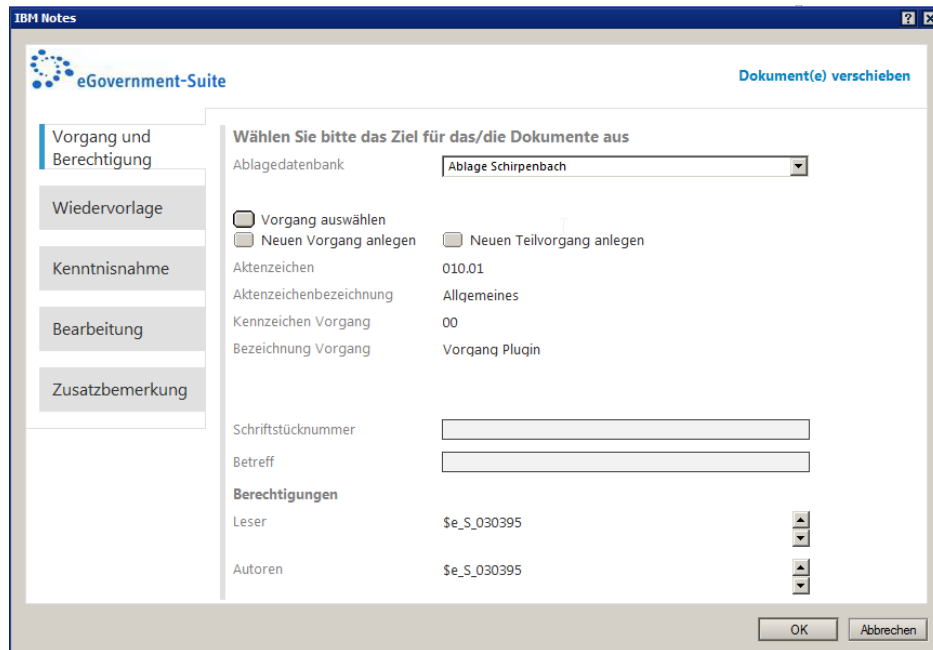 IBM Notes
eGovernment-Suite
Dokument(e) verschieben
Vorgang und
Berechtigung
Wiedervorlage
Kenntnisnahme
Bearbeitung
Zusatzbemerkung
Wählen Sie bitte das Ziel für das/die Dokumente aus
Ablagedatenbank Ablage Schirpenbach
Vorgang auswählen
Neuen Vorgang anlegen Neuen Teilvorgang anlegen
Aktenzeichen 010.01
Aktenzeichenbezeichnung Allgemeines
Kennzeichen Vorgang 00
Bezeichnung Vorgang Vorgang Plugin
Schriftstücknummer
Betreff
Berechtigungen
Leser $e_S_030395
Autoren $e_S_030395
OK Abbrechen